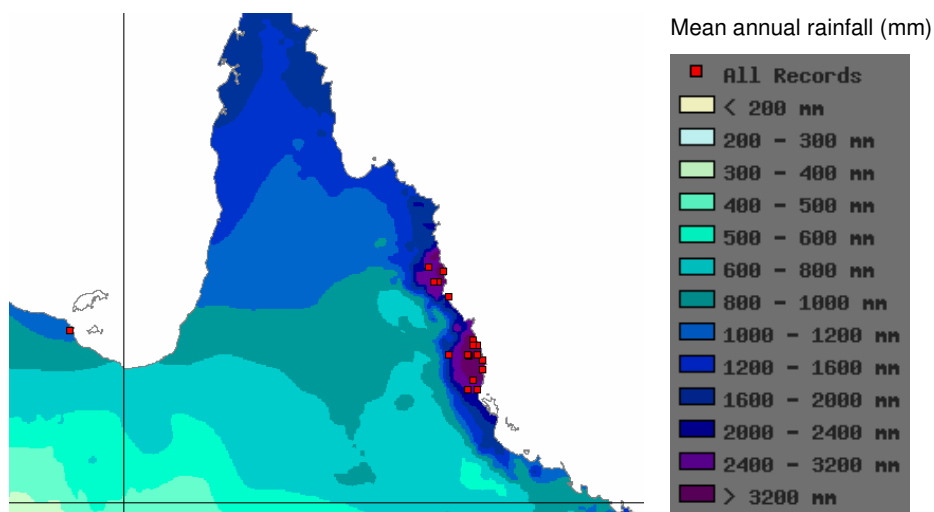 Mean annual rainfall (mm)
All Records
< 200 mm
200 - 300 mm
300 - 400 mm
400 - 500 mm
500 - 600 mm
600 - 800 mm
800 - 1000 mm
1000 - 1200 mm
1200 - 1600 mm
1600 - 2000 mm
2000 - 2400 mm
2400 - 3200 mm
> 3200 mm